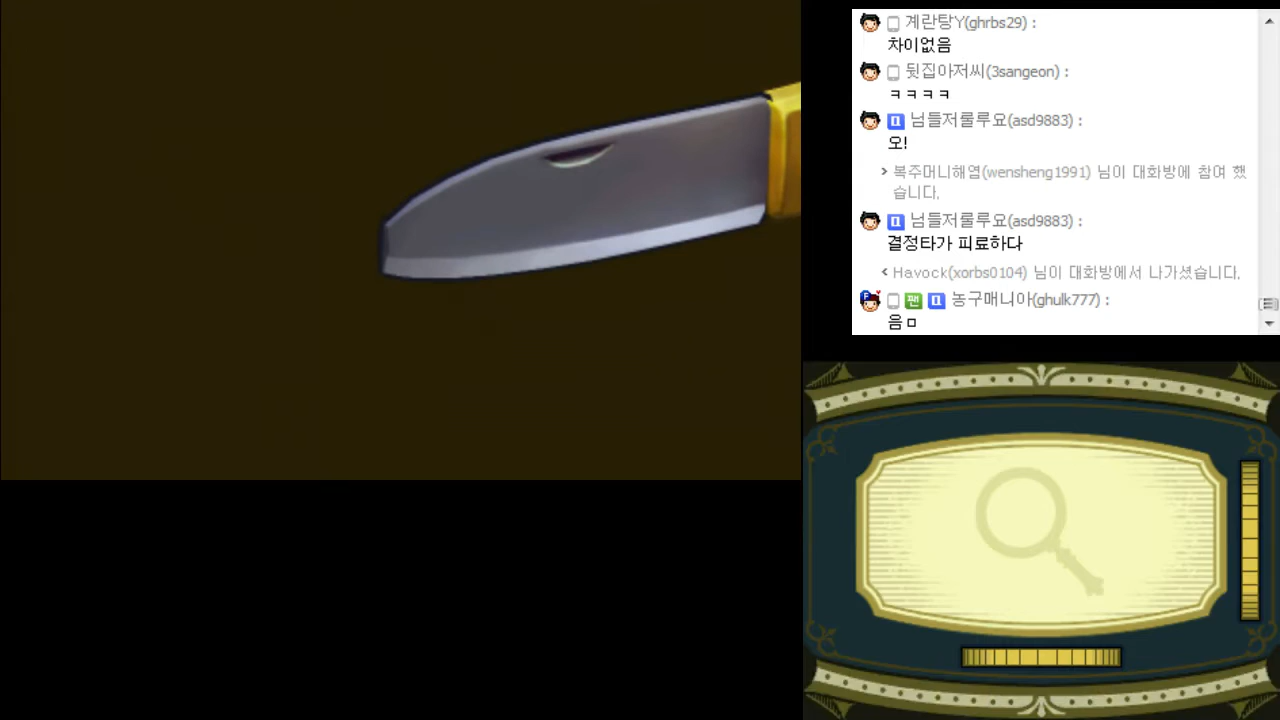 계란탕Y(ghrbs29) :
차이없음
뒷집아저씨(3sangeon) :
ㅋㅋㅋㅋ
넘들저룰루요(asd9883) :
오!
> 복주머니해염(wensheng1991) 님이 대화방에 참여 했
습니다.
넘들저룰루요(asd9883) :
결정타가 피료하다
< Havock(xorbs0104) 님이 대화방에서 나가셨습니다.
팬 농구매니아(ghulk777) :
음ㅁ